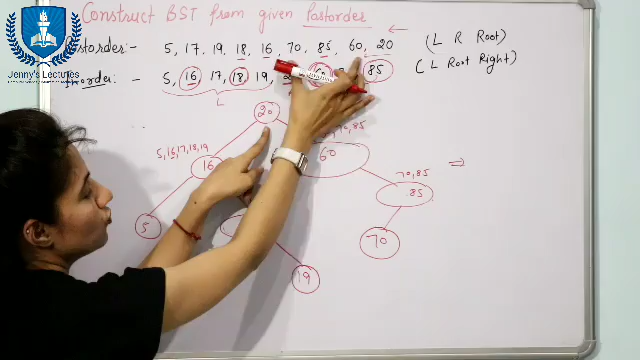 Construct BST from given Postorder
Postorder:- 5, 17, 19, 18, 16, 70, 85, 60, 20 (L R Root)
Jenny's Lectures
:- 5, 16, 17, 18, 19, 85 (L Root Right)
20
5,16,17,18,19
16
60
70,85
85
⇒
5
70
19